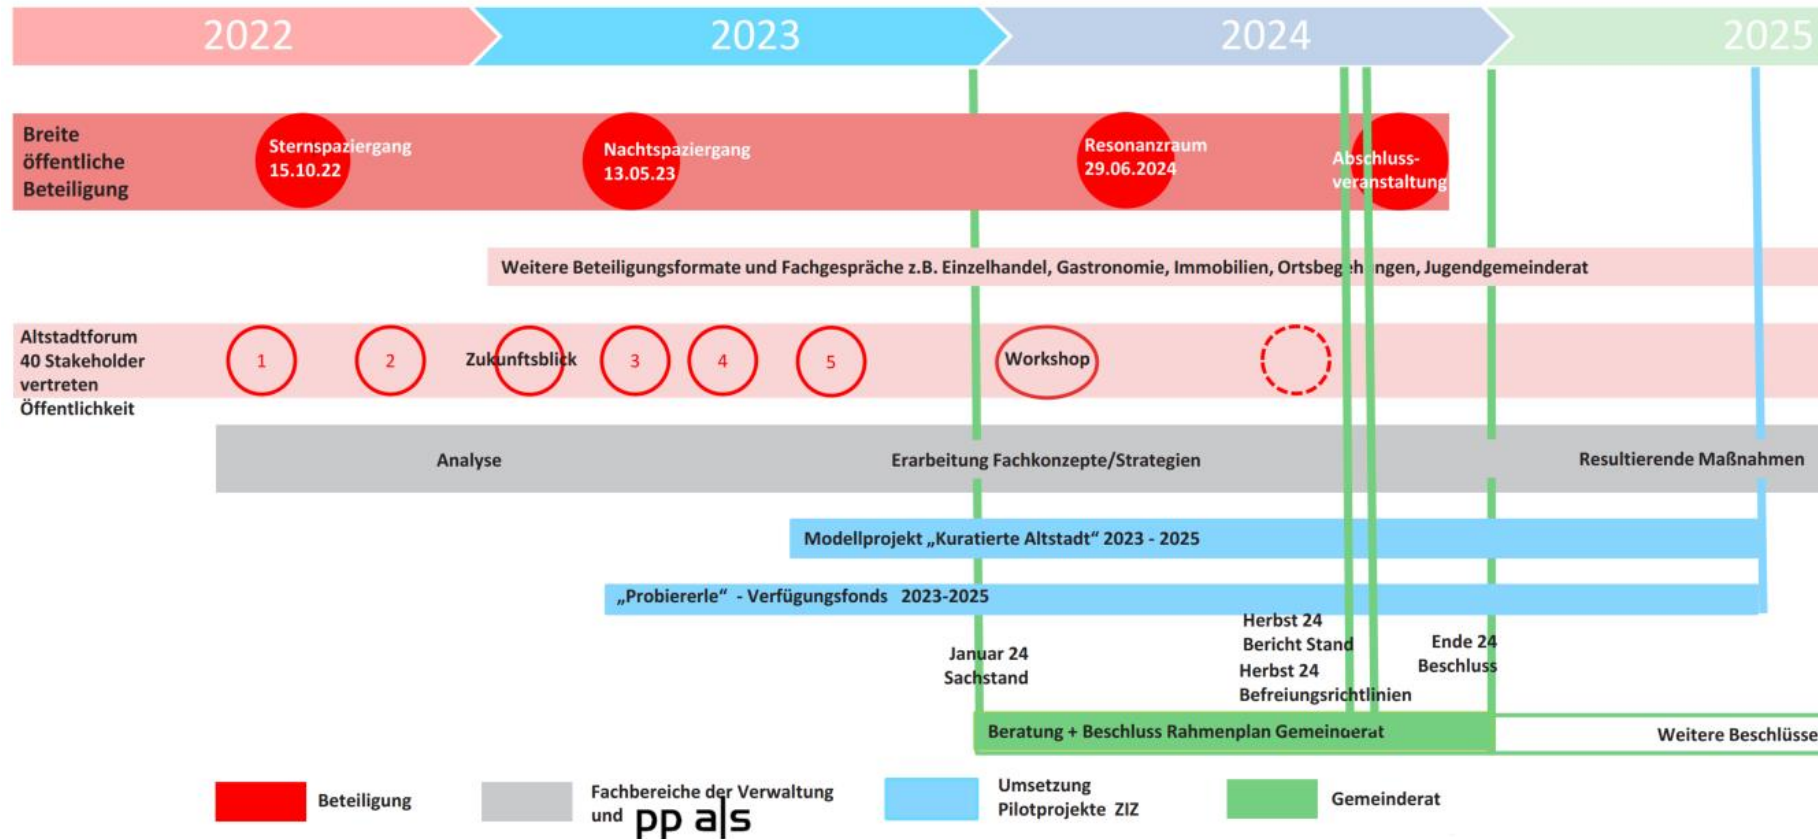 2022
2023
2024
2025
Breite
öffentliche
Beteiligung
Sternspaziergang
15.10.22
Nachtspaziergang
13.05.23
Resonanzraum
29.06.2024
Abschluss-
veranstaltung
Weitere Beteiligungsformate und Fachgespräche z.B. Einzelhandel, Gastronomie, Immobilien, Ortsbegehungen, Jugendgemeinderat
Altstadtforum
40 Stakeholder
vertreten
Öffentlichkeit
1
2
Zukunftsblick
3
4
5
Workshop
Analyse
Erarbeitung Fachkonzepte/Strategien
Resultierende Maßnahmen
Modellprojekt „Kuratierte Altstadt“ 2023 - 2025
„Probiererle“ - Verfügungsfonds 2023-2025
Januar 24
Sachstand
Herbst 24
Bericht Stand
Herbst 24
Befreiungsrichtlinien
Ende 24
Beschluss
Beratung + Beschluss Rahmenplan Gemeinderat
Weitere Beschlüsse
Beteiligung
Fachbereiche der Verwaltung
und pp a|s
Umsetzung
Pilotprojekte ZIZ
Gemeinderat